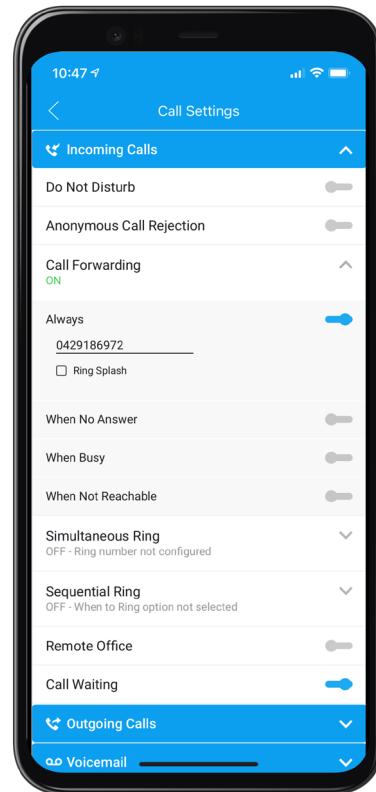 10:47
Call Settings
Incoming Calls
Do Not Disturb
Anonymous Call Rejection
Call Forwarding
ON
Always
0429186972
Ring Splash
When No Answer
When Busy
When Not Reachable
Simultaneous Ring
OFF - Ring number not configured
Sequential Ring
OFF - When to Ring option not selected
Remote Office
Call Waiting
Outgoing Calls
Voicemail